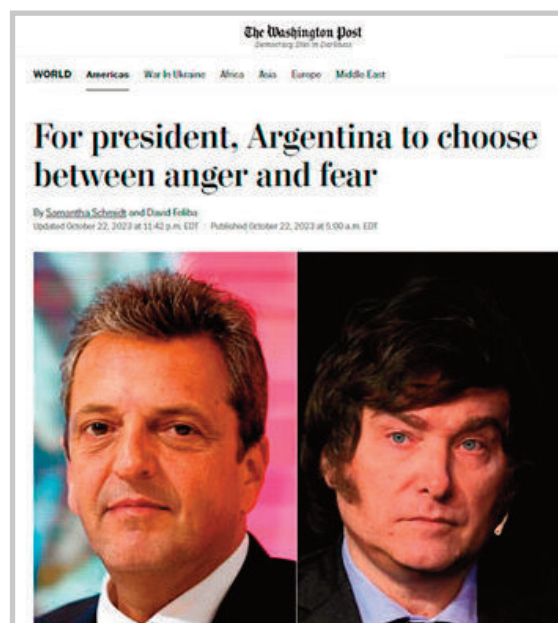 The Washington Post
Democracy Dies in Darkness
WORLD Americas War In Ukraine Africa Asia Europe Middle East
For president, Argentina to choose
between anger and fear
By Samantha Schmidt and David Feliba
Updated October 22, 2023 at 11:42 p.m. EDT · Published October 22, 2023 at 5:00 a.m. EDT